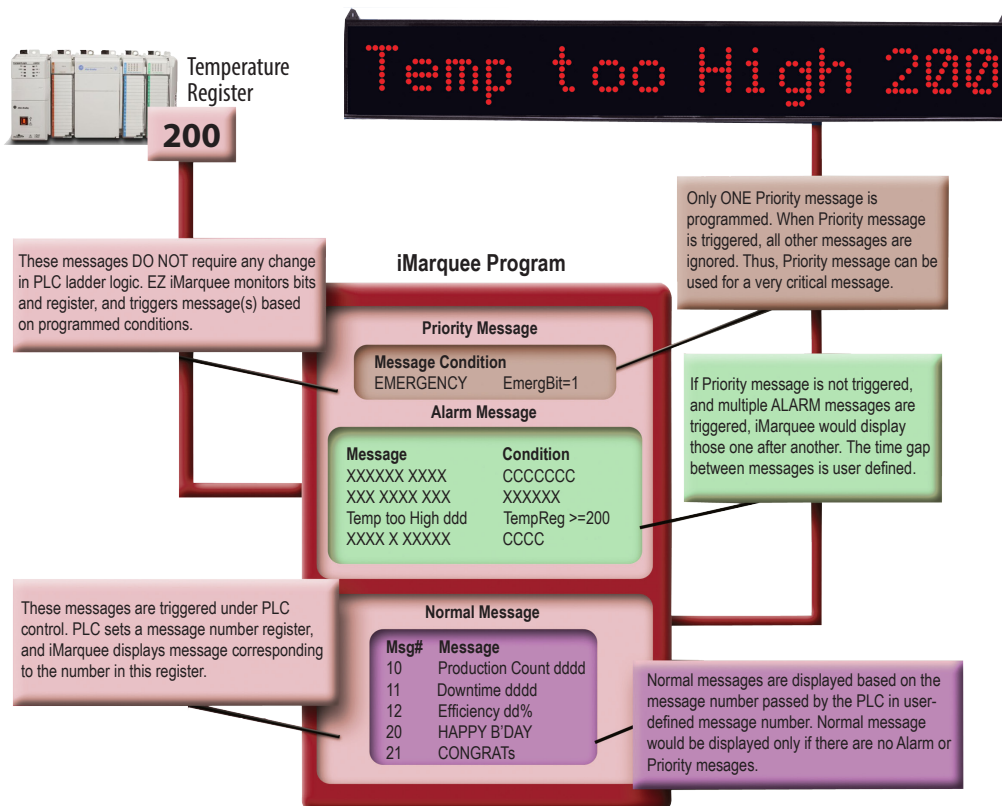 Temperature
Register
200
Temp too High 200
Only ONE Priority message is
programmed. When Priority message
is triggered, all other messages are
ignored. Thus, Priority message can be
used for a very critical message.
These messages DO NOT require any change
in PLC ladder logic. EZ iMarquee monitors bits
and register, and triggers message(s) based
on programmed conditions.
iMarquee Program
Priority Message
Message Condition
EMERGENCY EmergBit=1
Alarm Message
Message Condition
XXXXXX XXXX CCCCCCC
XXX XXXX XXX XXXXXX
Temp too High ddd TempReg >=200
XXXX X XXXXX CCCC
If Priority message is not triggered,
and multiple ALARM messages are
triggered, iMarquee would display
those one after another. The time gap
between messages is user defined.
These messages are triggered under PLC
control. PLC sets a message number register,
and iMarquee displays message corresponding
to the number in this register.
Normal Message
Msg# Message
10 Production Count dddd
11 Downtime dddd
12 Efficiency dd%
20 HAPPY B'DAY
21 CONGRATs
Normal messages are displayed based on the
message number passed by the PLC in user-
defined message number. Normal message
would be displayed only if there are no Alarm or
Priority mesages.